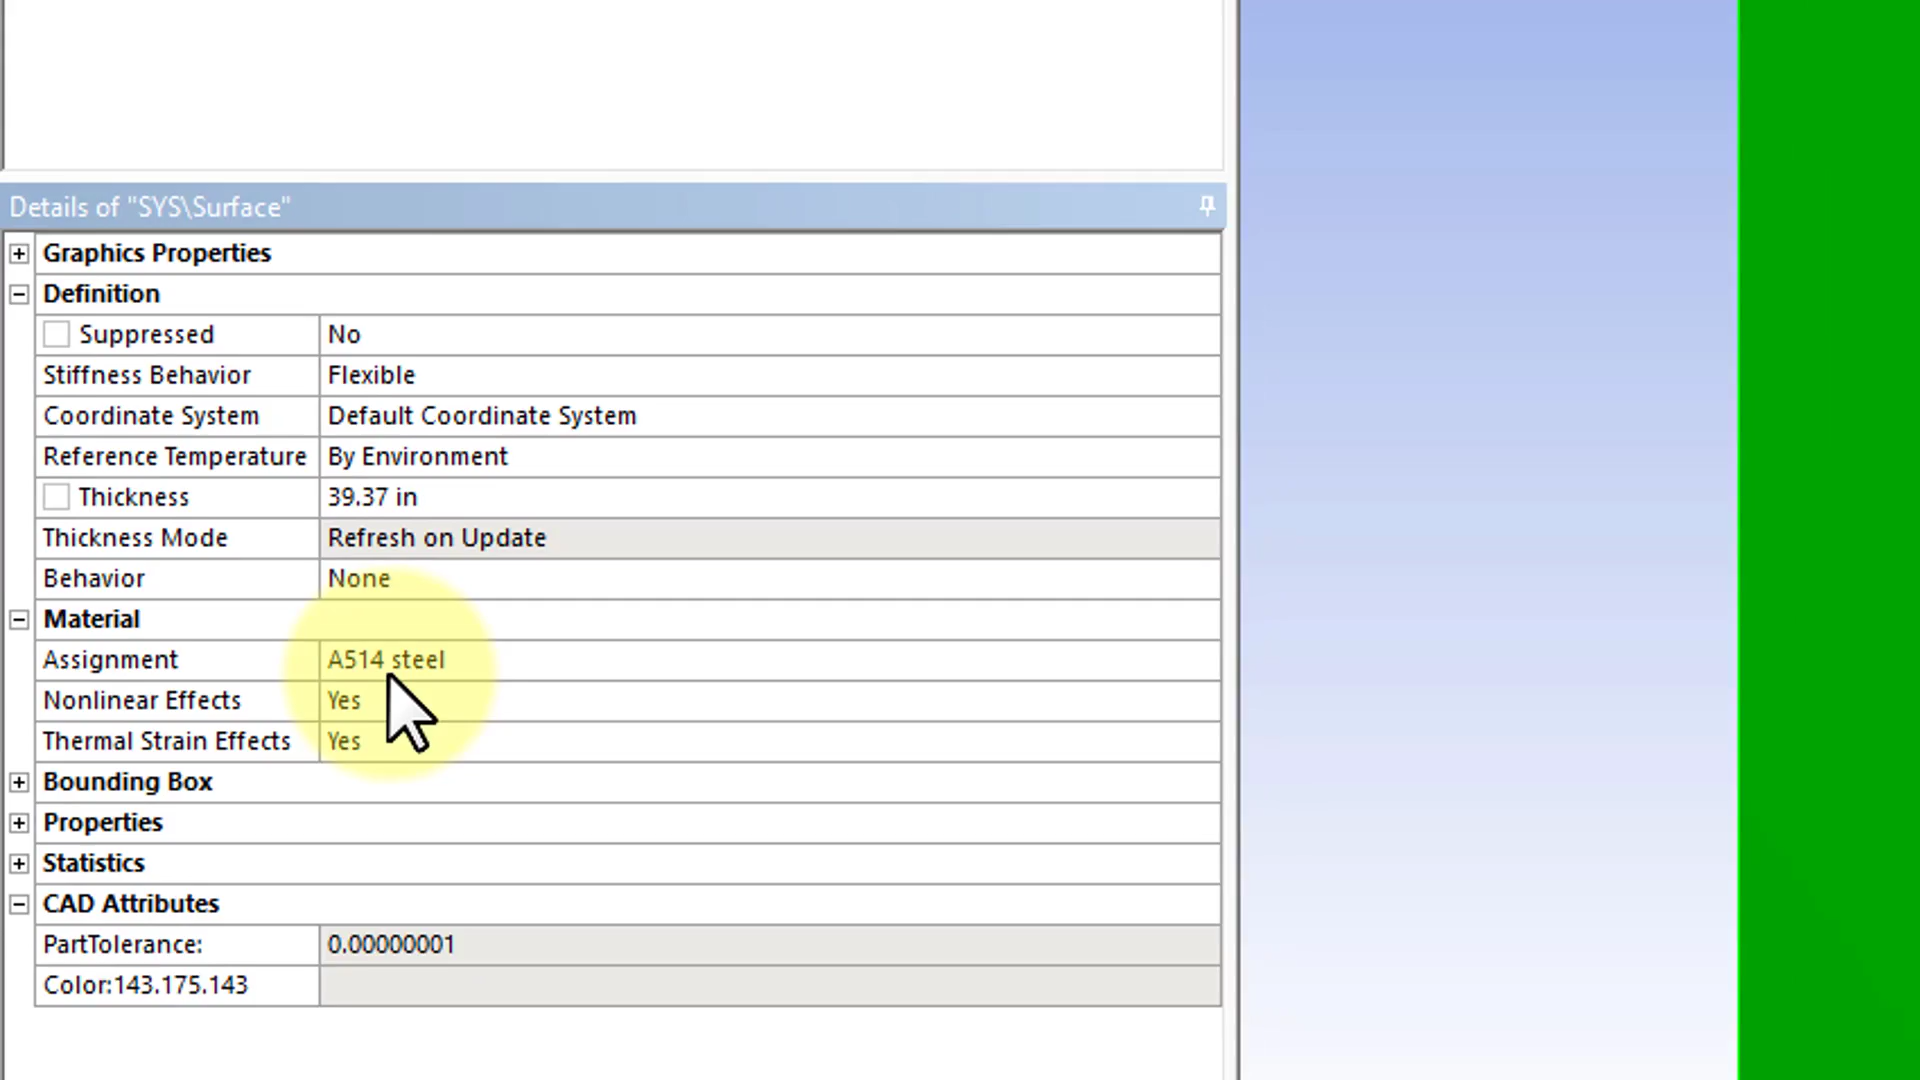 Details of "SYS\Surface"
Graphics Properties
Definition
Suppressed No
Stiffness Behavior Flexible
Coordinate System Default Coordinate System
Reference Temperature By Environment
Thickness 39.37 in
Thickness Mode Refresh on Update
Behavior None
Material
Assignment A514 steel
Nonlinear Effects Yes
Thermal Strain Effects Yes
Bounding Box
Properties
Statistics
CAD Attributes
PartTolerance: 0.00000001
Color:143.175.143